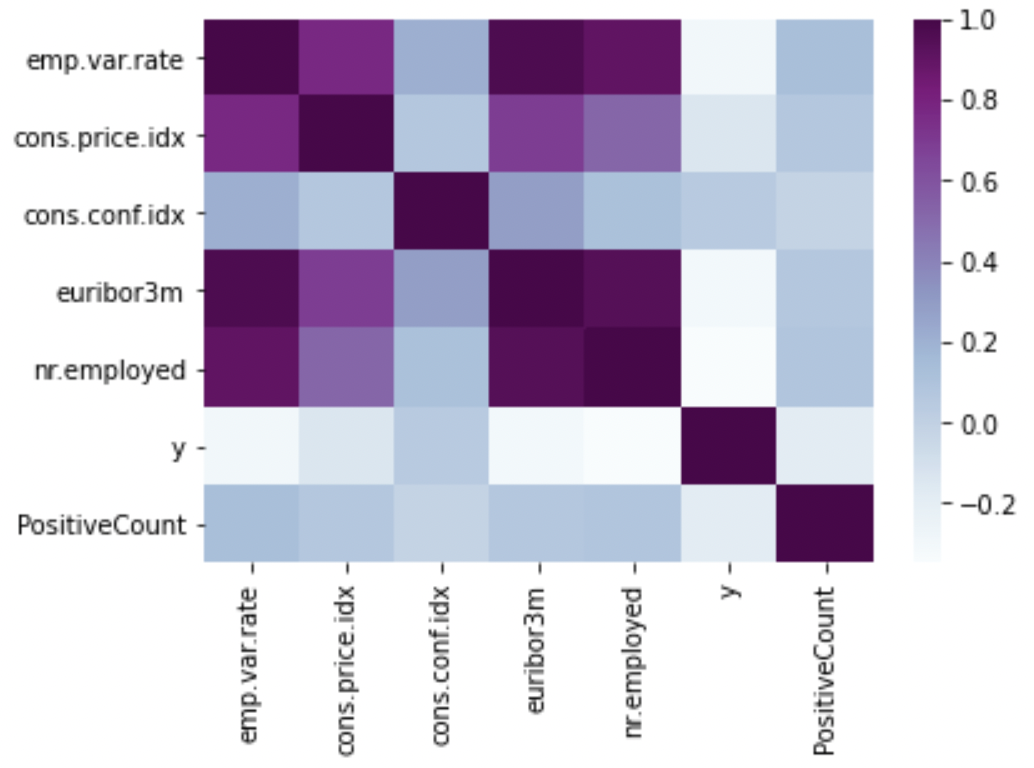 emp.var.rate
cons.price.idx
cons.conf.idx
euribor3m
nr.employed
y
PositiveCount
emp.var.rate
cons.price.idx
cons.conf.idx
euribor3m
nr.employed
y
PositiveCount
1.0
0.8
0.6
0.4
0.2
0.0
−0.2